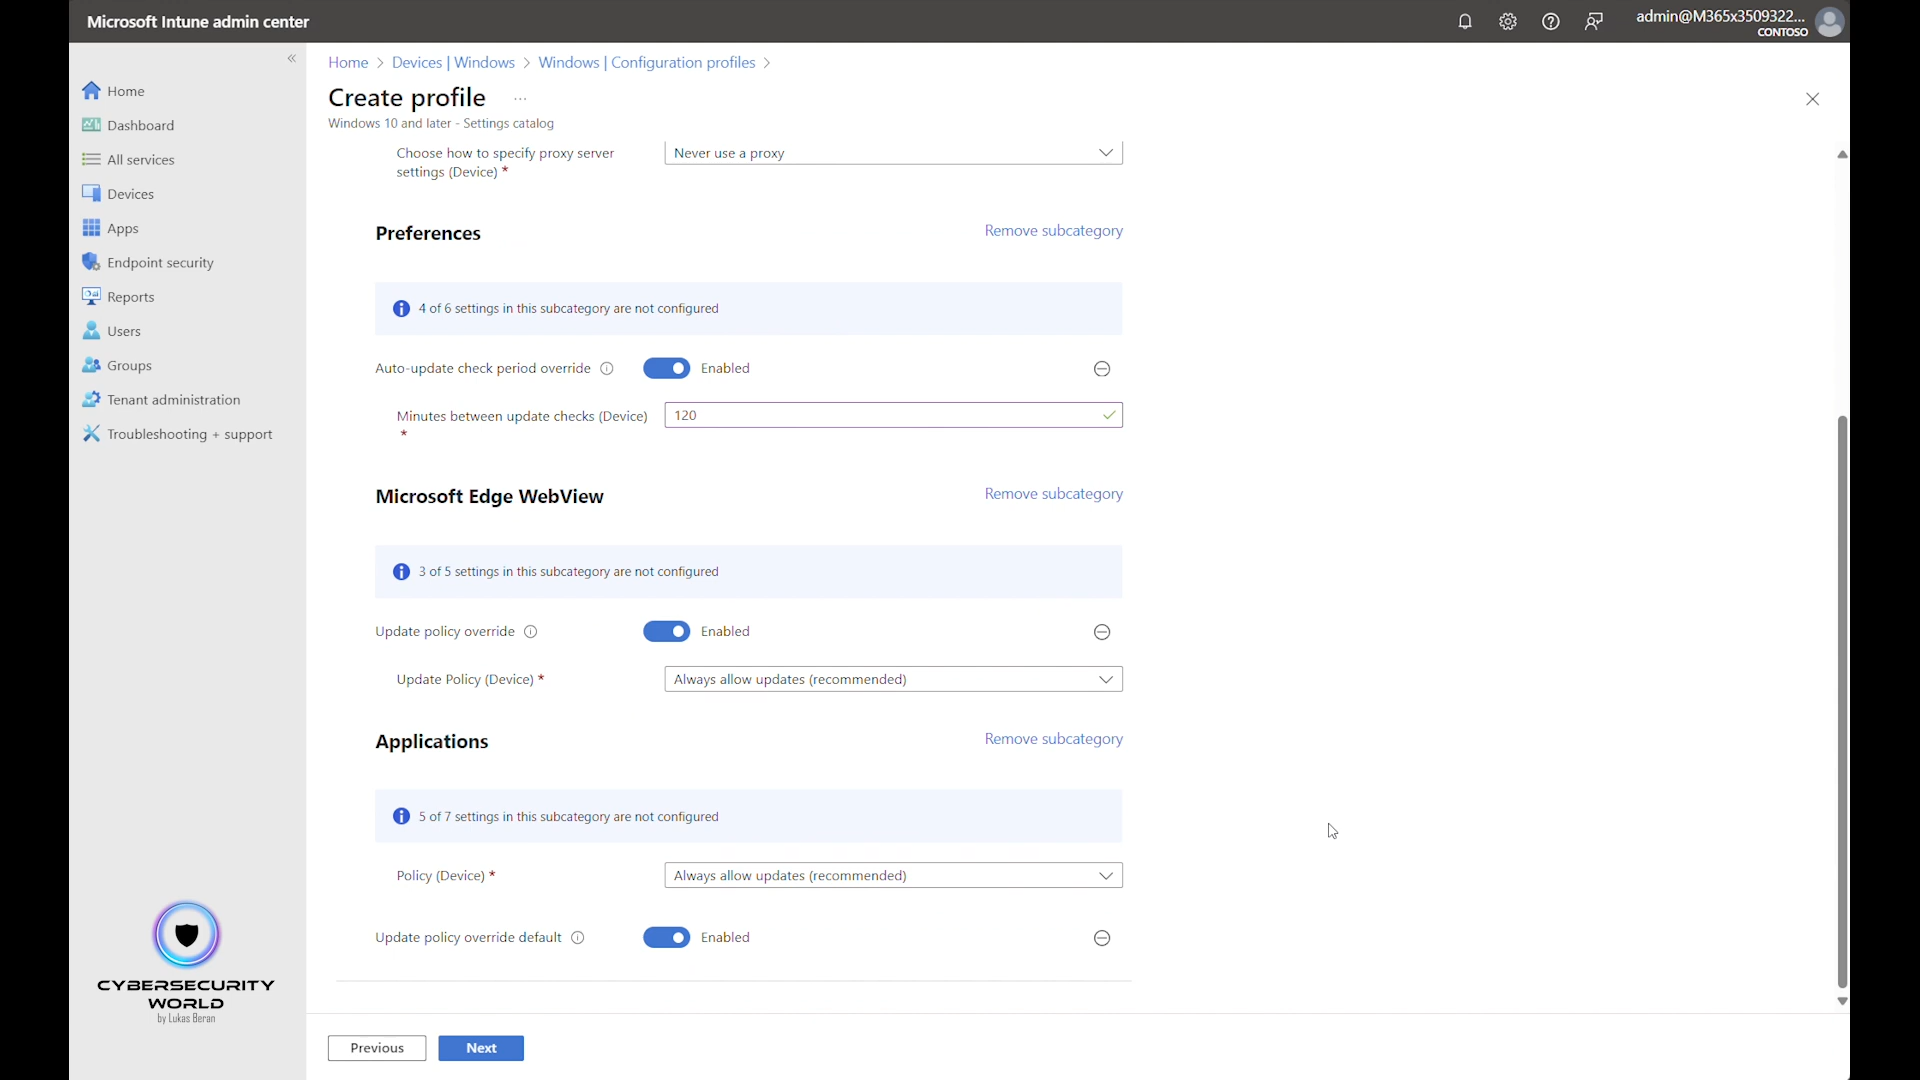 Microsoft Intune admin center
admin@M365x3509322...
CONTOSO
Home
Dashboard
All services
Devices
Apps
Endpoint security
Reports
Users
Groups
Tenant administration
Troubleshooting + support
CYBERSECURITY
WORLD
by Lukas Beran
Home > Devices | Windows > Windows | Configuration profiles >
Create profile ...
Windows 10 and later - Settings catalog
Choose how to specify proxy server
settings (Device) *
Never use a proxy
Preferences
Remove subcategory
4 of 6 settings in this subcategory are not configured
Auto-update check period override
Enabled
Minutes between update checks (Device)
*
120
Microsoft Edge WebView
Remove subcategory
3 of 5 settings in this subcategory are not configured
Update policy override
Enabled
Update Policy (Device) *
Always allow updates (recommended)
Applications
Remove subcategory
5 of 7 settings in this subcategory are not configured
Policy (Device) *
Always allow updates (recommended)
Update policy override default
Enabled
Previous
Next